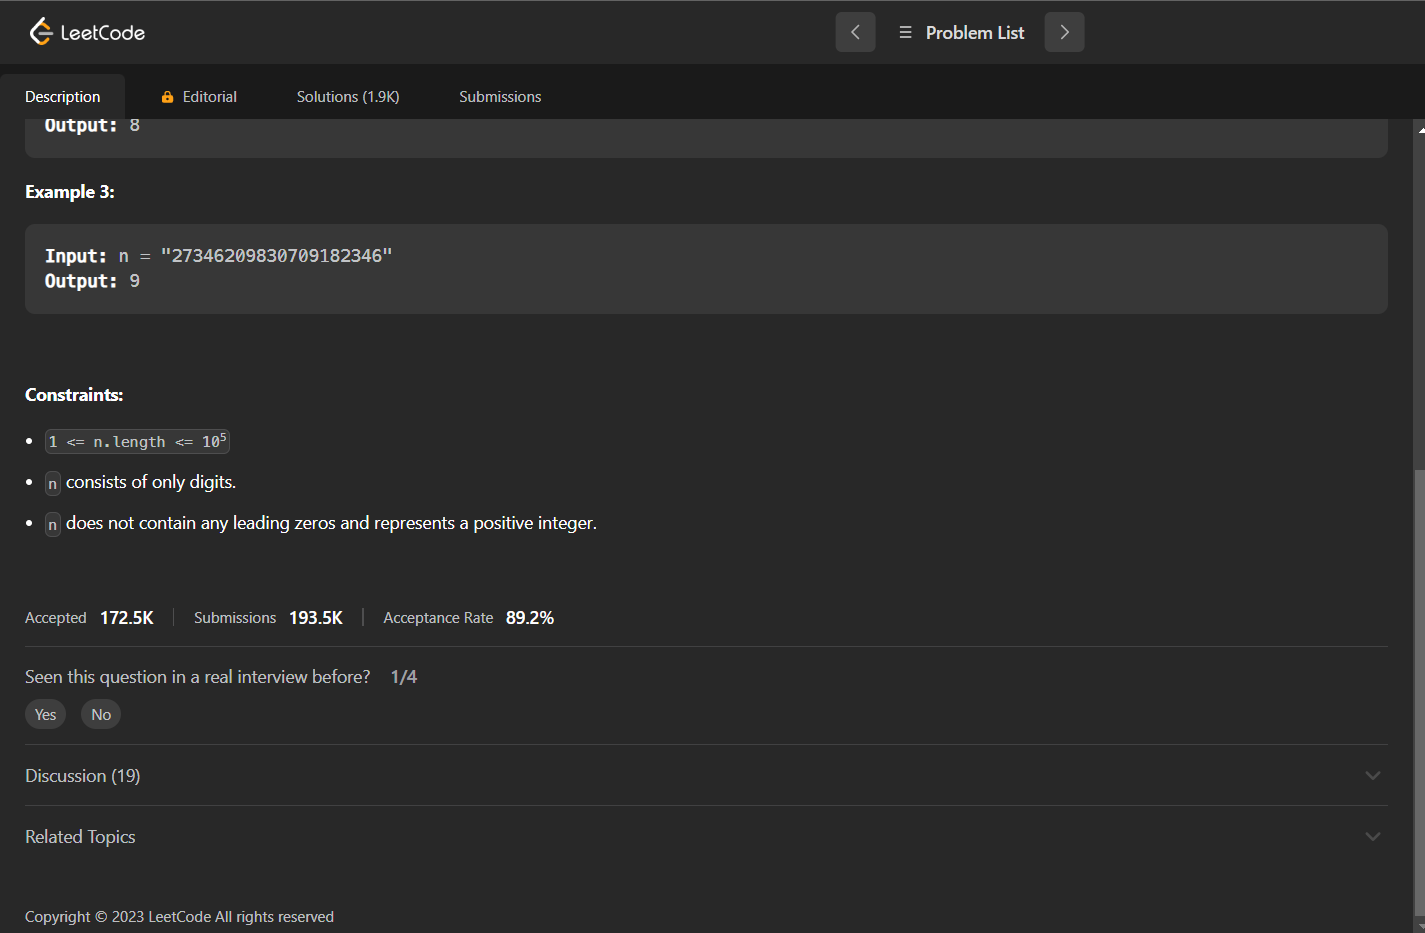 LeetCode
Problem List
Description Editorial Solutions (1.9K) Submissions
Output: 8
Example 3:
Input: n = "27346209830709182346"
Output: 9
Constraints:
• 1 <= n.length <= 10⁵
• n consists of only digits.
• n does not contain any leading zeros and represents a positive integer.
Accepted 172.5K Submissions 193.5K Acceptance Rate 89.2%
Seen this question in a real interview before? 1/4
Yes No
Discussion (19)
Related Topics
Copyright © 2023 LeetCode All rights reserved